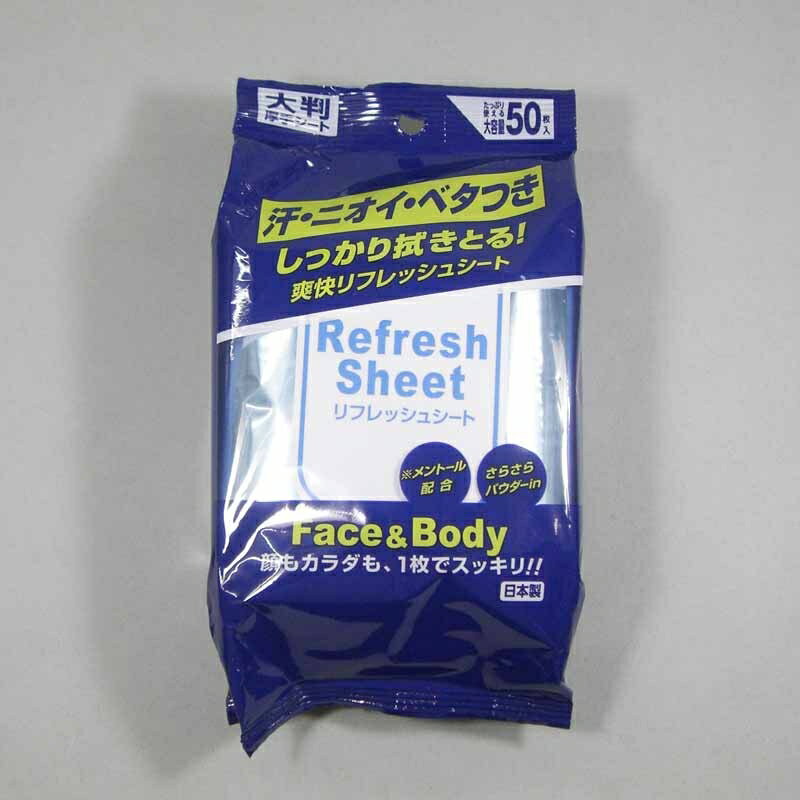 大判
厚手シート
たっぷり
使える
大容量50枚入
汗・ニオイ・ベタつき
しっかり拭きとる!
爽快リフレッシュシート
Refresh
Sheet
リフレッシュシート
※メントール
配合
さらさら
パウダーin
Face&Body
顔もカラダも、1枚でスッキリ!!
日本製